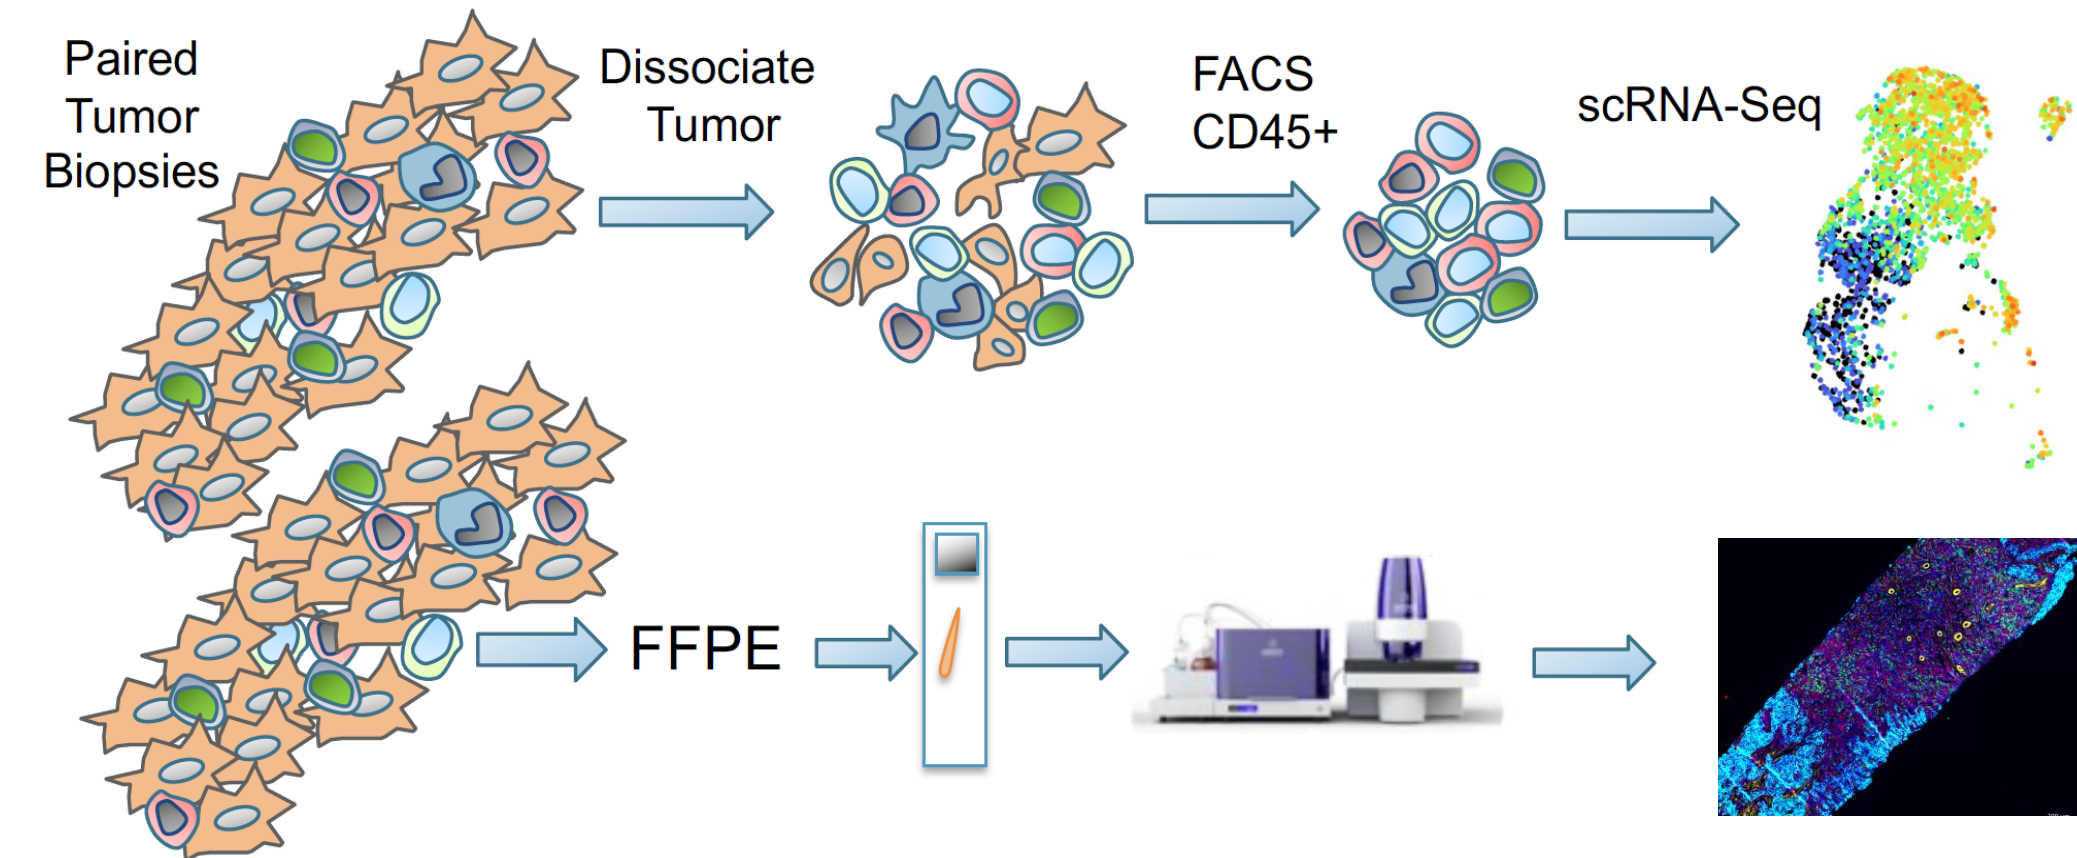 Paired
Tumor
Biopsies
Dissociate
Tumor
FACS
CD45+
scRNA-Seq
FFPE